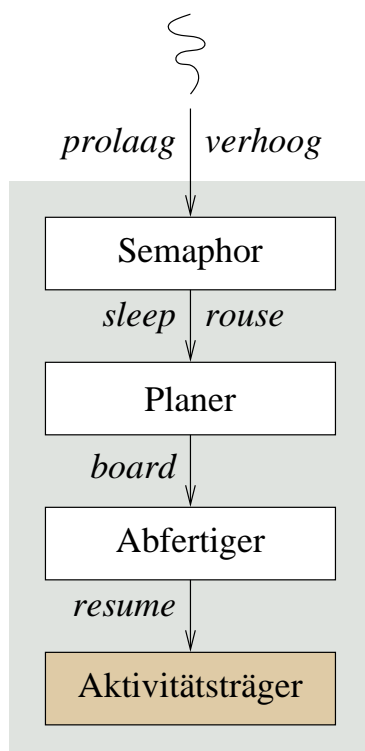 prolaag verhoog
Semaphor
sleep rouse
Planer
board
Abfertiger
resume
Aktivitätsträger